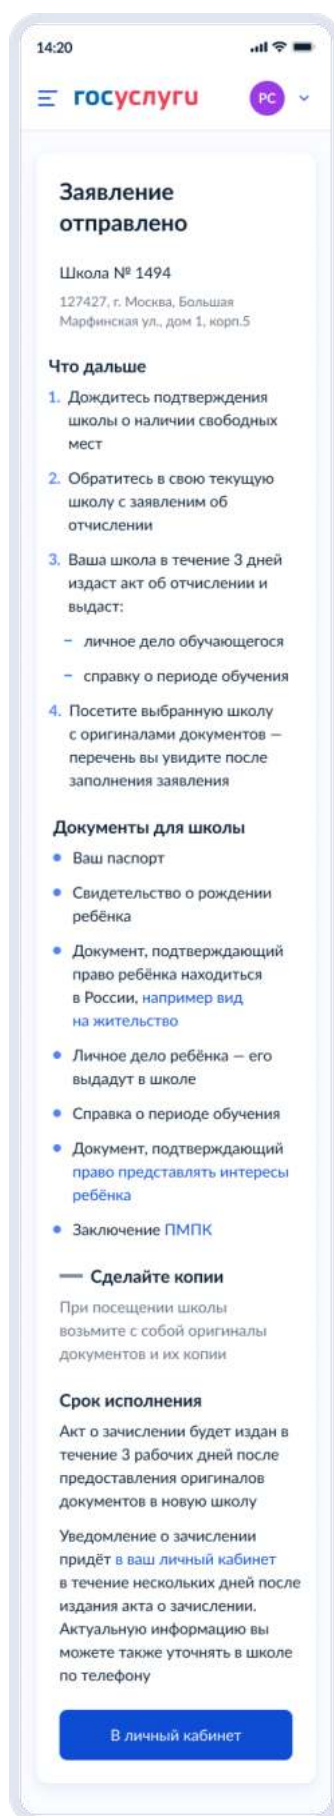 14:20
госуслуги
РС
Заявление
отправлено
Школа № 1494
127427, г. Москва, Большая
Марфинская ул., дом 1, корп.5
Что дальше
1. Дождитесь подтверждения
школы о наличии свободных
мест
2. Обратитесь в свою текущую
школу с заявленим об
отчислении
3. Ваша школа в течение 3 дней
издаст акт об отчислении и
выдаст:
– личное дело обучающегося
– справку о периоде обучения
4. Посетите выбранную школу
с оригиналами документов —
перечень вы увидите после
заполнения заявления
Документы для школы
• Ваш паспорт
• Свидетельство о рождении
ребёнка
• Документ, подтверждающий
право ребёнка находиться
в России, например вид
на жительство
• Личное дело ребёнка — его
выдадут в школе
• Справка о периоде обучения
• Документ, подтверждающий
право представлять интересы
ребёнка
• Заключение ПМПК
— Сделайте копии
При посещении школы
возьмите с собой оригиналы
документов и их копии
Срок исполнения
Акт о зачислении будет издан в
течение 3 рабочих дней после
предоставления оригиналов
документов в новую школу
Уведомление о зачислении
придёт в ваш личный кабинет
в течение нескольких дней после
издания акта о зачислении.
Актуальную информацию вы
можете также уточнять в школе
по телефону
В личный кабинет